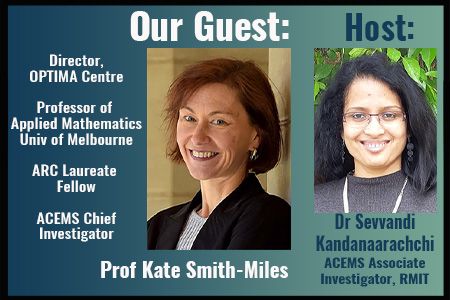 Our Guest:
Director,
OPTIMA Centre
Professor of
Applied Mathematics
Univ of Melbourne
ARC Laureate
Fellow
ACEMS Chief
Investigator
Prof Kate Smith-Miles
Host:
Dr Sevvandi
Kandanaarachchi
ACEMS Associate
Investigator, RMIT